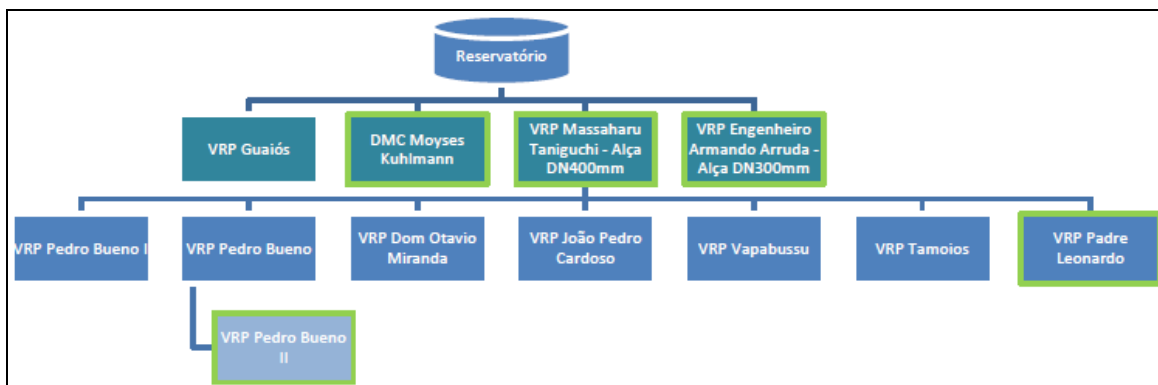 Reservatório
VRP Guaiós
DMC Moyses
Kuhlmann
VRP Massaharu
Taniguchi - Alça
DN400mm
VRP Engenheiro
Armando Arruda -
Alça DN300mm
VRP Pedro Bueno I
VRP Pedro Bueno
VRP Dom Otavio
Miranda
VRP João Pedro
Cardoso
VRP Vapabussu
VRP Tamoios
VRP Padre
Leonardo
VRP Pedro Bueno
II